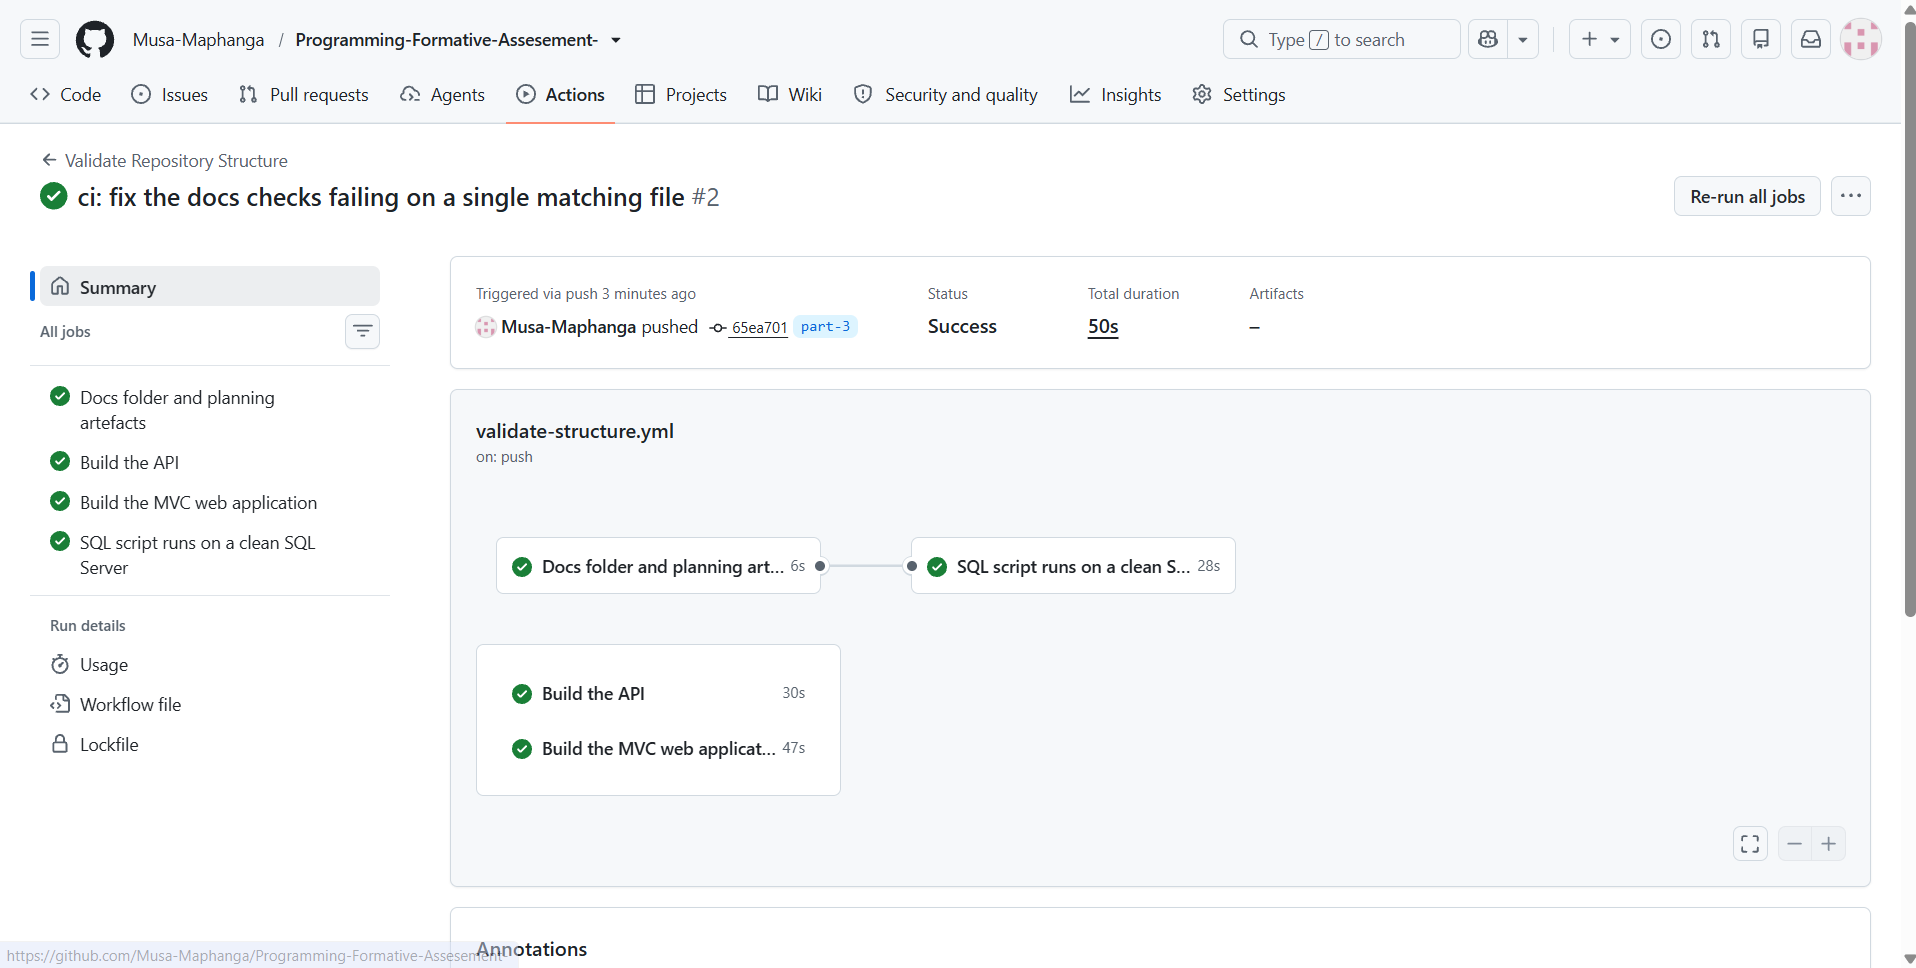 Musa-Maphanga / Programming-Formative-Assesement-
Type / to search
Code
Issues
Pull requests
Agents
Actions
Projects
Wiki
Security and quality
Insights
Settings
Validate Repository Structure
ci: fix the docs checks failing on a single matching file #2
Re-run all jobs
Summary
All jobs
Docs folder and planning
artefacts
Build the API
Build the MVC web application
SQL script runs on a clean SQL
Server
Run details
Usage
Workflow file
Lockfile
Triggered via push 3 minutes ago
Musa-Maphanga pushed 65ea701 part-3
Status
Success
Total duration
50s
Artifacts
–
validate-structure.yml
on: push
Docs folder and planning art... 6s
SQL script runs on a clean S... 28s
Build the API 30s
Build the MVC web applicat... 47s
Annotations
https://github.com/Musa-Maphanga/Programming-Formative-Assesement-